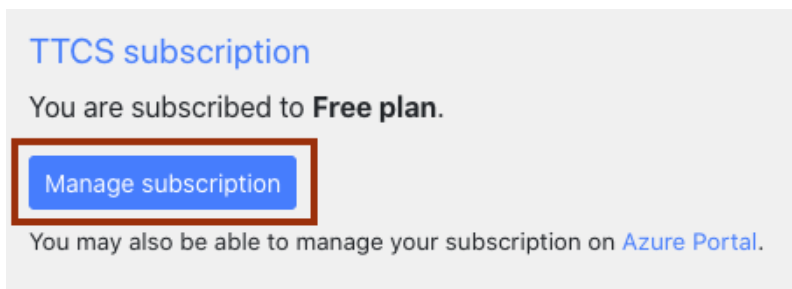 TTCS subscription
You are subscribed to Free plan.
Manage subscription
You may also be able to manage your subscription on Azure Portal.